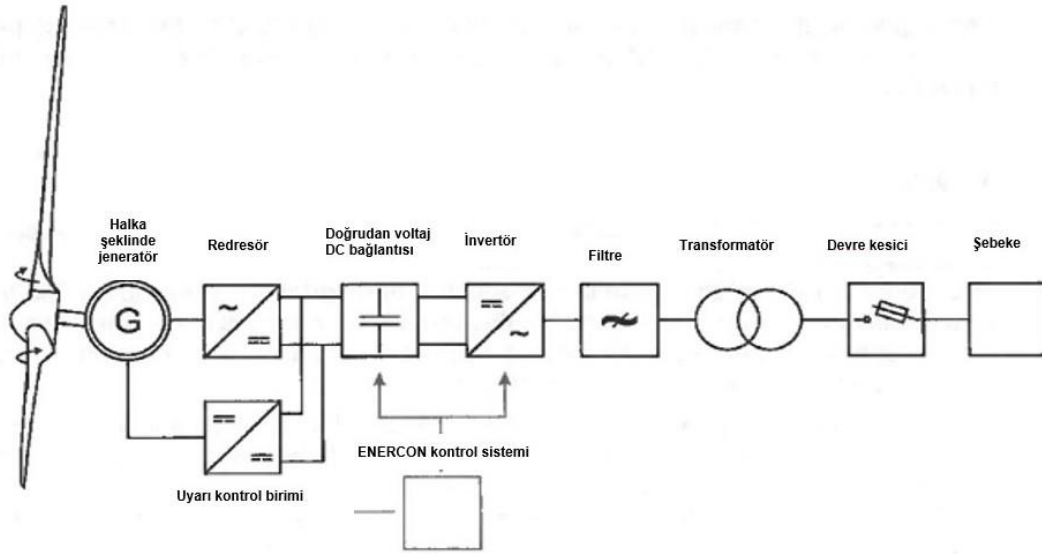 Halka
şeklinde
jeneratör
Redresör
Doğrudan voltaj
DC bağlantısı
İnvertör
Filtre
Transformatör
Devre kesici
Şebeke
G
ENERCON kontrol sistemi
Uyarı kontrol birimi